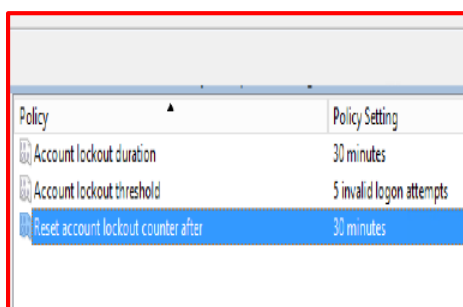 Policy Policy Setting
Account lockout duration 30 minutes
Account lockout threshold 5 invalid logon attempts
Reset account lockout counter after 30 minutes